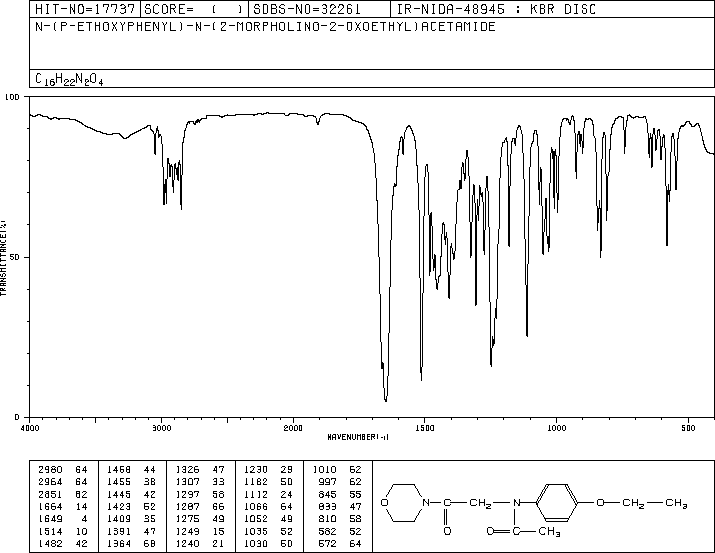 HIT-NO=17737 SCORE= ( ) SDBS-NO=32261 IR-NIDA-48945 : KBR DISC
N-(P-ETHOXYPHENYL)-N-(2-MORPHOLINO-2-OXOETHYL)ACETAMIDE
C16H22N2O4
100
50
0
TRANSMITTANCE(%)
4000 3000 2000 1500 1000 500
WAVENUMBER(-1)
2980 64 1468 44 1326 47 1230 29 1010 62
2964 64 1455 38 1307 33 1182 50 997 62
2851 62 1445 42 1297 58 1112 24 845 55
1664 14 1423 52 1287 66 1066 64 833 47
1649 4 1409 35 1275 49 1052 49 810 58
1514 10 1391 47 1249 15 1035 52 582 52
1482 42 1364 68 1240 21 1030 50 572 64
O N C CH2 N O CH2 CH3
O O C CH3